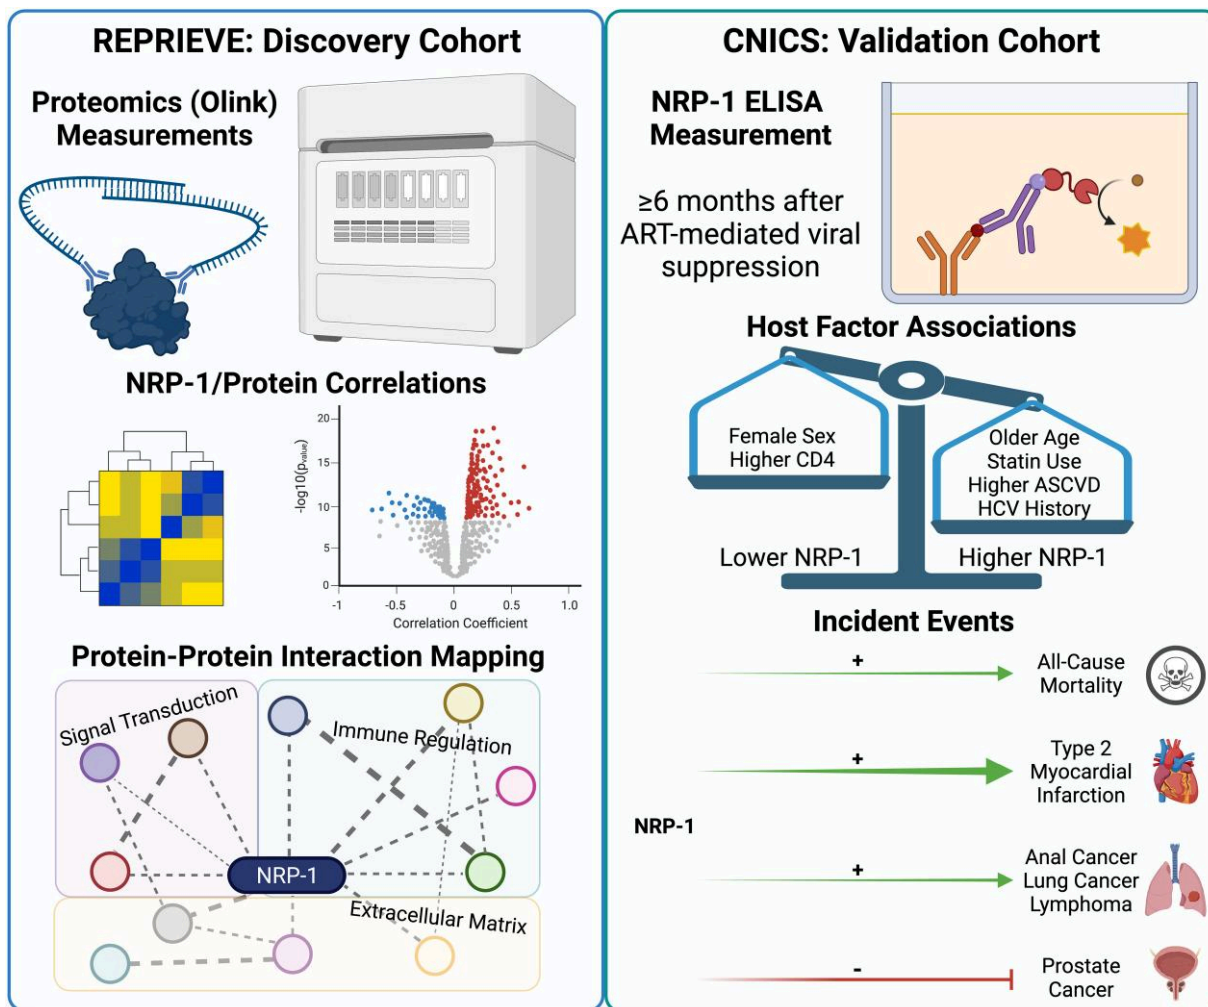 REPRIEVE: Discovery Cohort
Proteomics (Olink)
Measurements
NRP-1/Protein Correlations
-log10(pvalue)
20
15
10
5
0
-1
-0.5
0
0.5
1.0
Correlation Coefficient
Protein-Protein Interaction Mapping
Signal Transduction
Immune Regulation
NRP-1
Extracellular Matrix
CNICS: Validation Cohort
NRP-1 ELISA
Measurement
≥6 months after
ART-mediated viral
suppression
Host Factor Associations
Female Sex
Higher CD4
Older Age
Statin Use
Higher ASCVD
HCV History
Lower NRP-1
Higher NRP-1
Incident Events
NRP-1
+
All-Cause
Mortality
+
Type 2
Myocardial
Infarction
+
Anal Cancer
Lung Cancer
Lymphoma
-
Prostate
Cancer